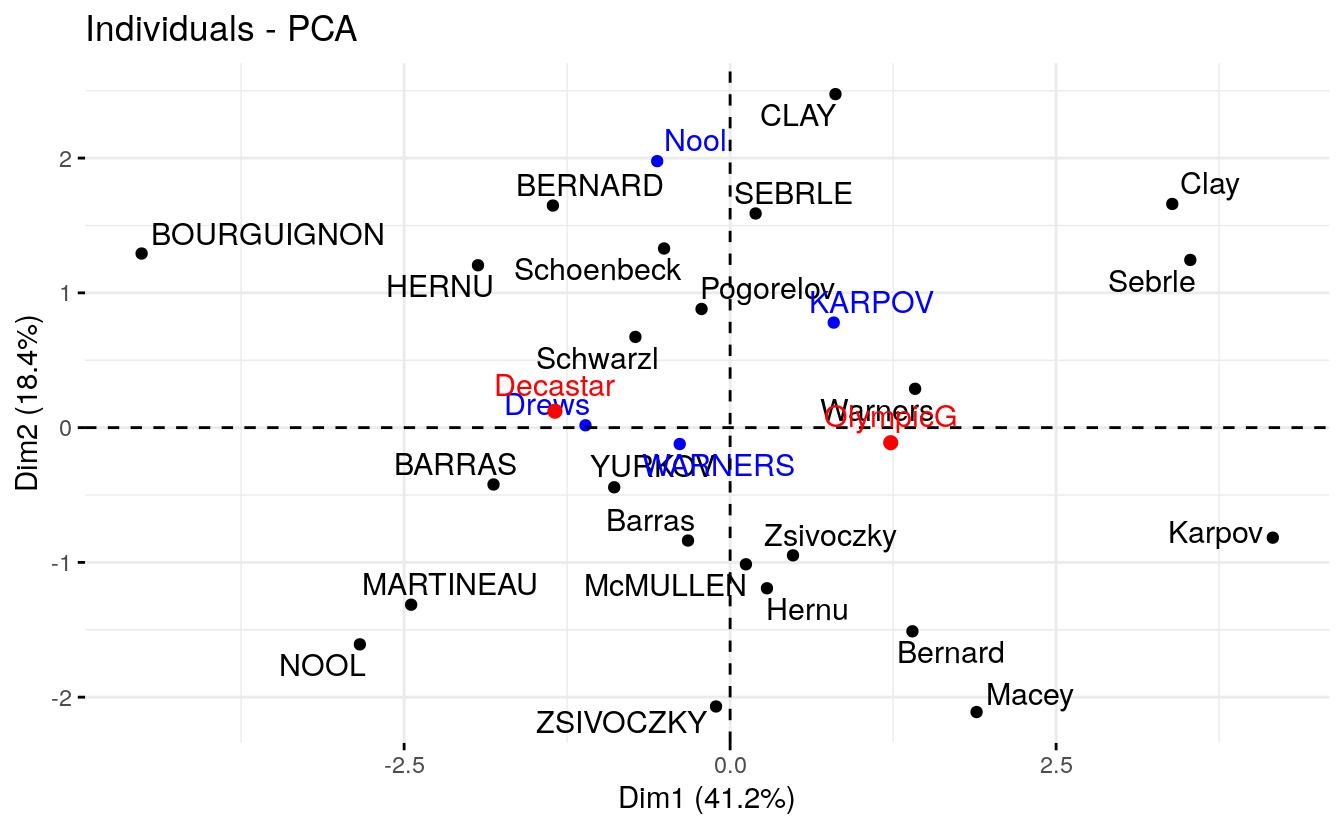 Individuals - PCA
CLAY
Nool
BERNARD
SEBRLE
Clay
BOURGUIGNON
Schoenbeck
HERNU
Sebrle
Pogorelov
KARPOV
Schwarzl
Decastar
Drews
Warners
OlympicG
BARRAS
YURKOV
WARNERS
Barras
Zsivoczky
Karpov
MARTINEAU
McMULLEN
Hernu
NOOL
Bernard
Macey
ZSIVOCZKY
2
1
0
-1
-2
Dim2 (18.4%)
-2.5
0.0
2.5
Dim1 (41.2%)